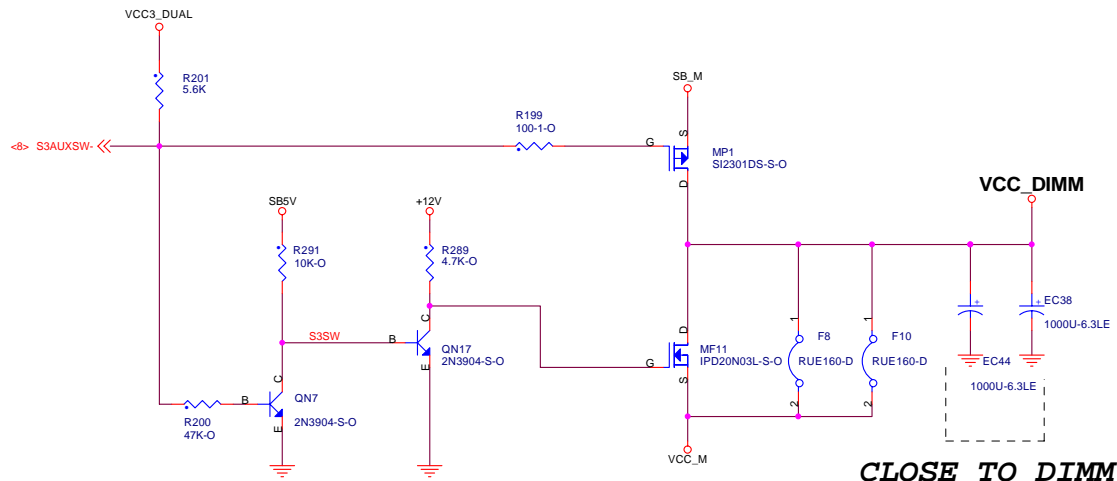 VCC3_DUAL
R201
5.6K
<8> S3AUXSW-
R199
100-1-O
SB_M
S
G
MP1
SI2301DS-S-O
D
VCC_DIMM
SB5V
+12V
R291
10K-O
R289
4.7K-O
S3SW
C
B
QN17
2N3904-S-O
E
D
G
MF11
IPD20N03L-S-O
S
1
F8
RUE160-D
2
1
F10
RUE160-D
2
+
EC44
1000U-6.3LE
+
EC38
1000U-6.3LE
C
B
QN7
2N3904-S-O
E
R200
47K-O
VCC_M
CLOSE TO DIMM